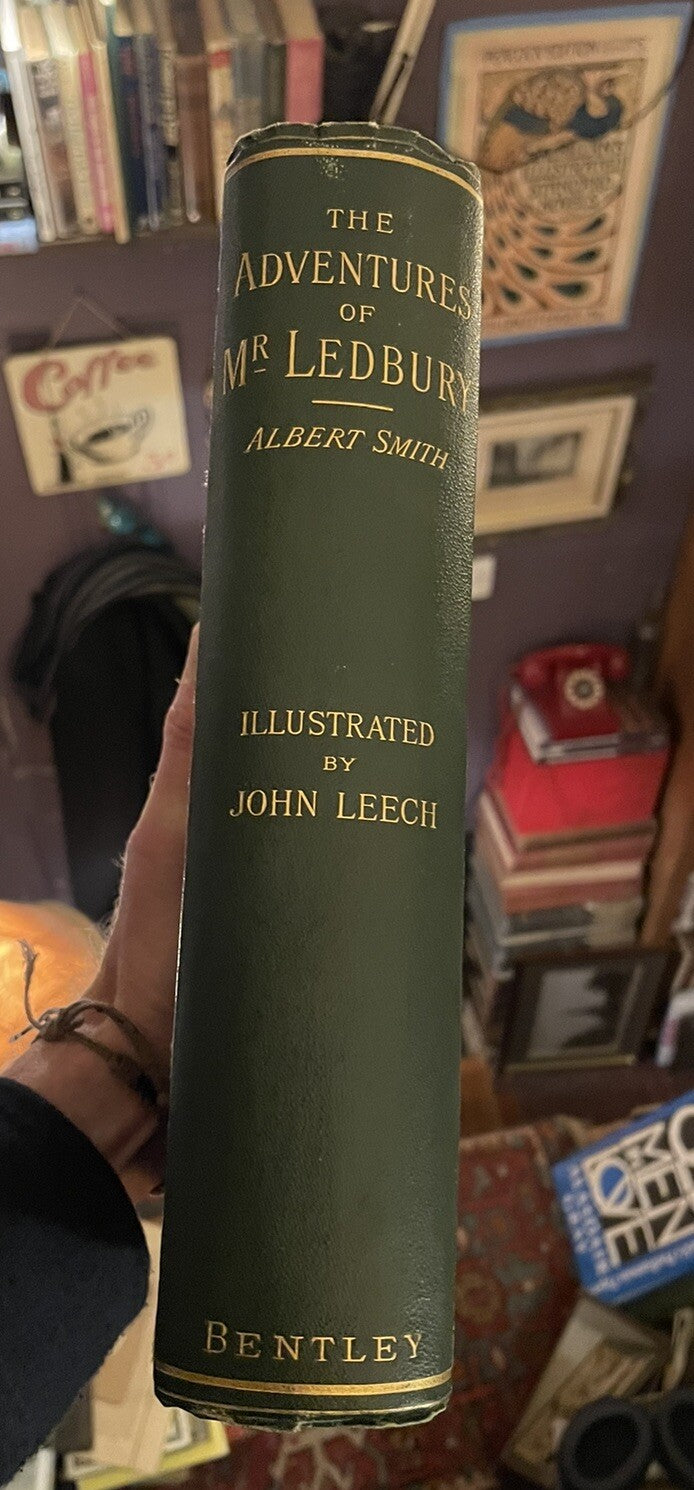 THE
ADVENTURES
OF
MR LEDBURY
ALBERT SMITH
ILLUSTRATED
BY
JOHN LEECH
BENTLEY
Coffee